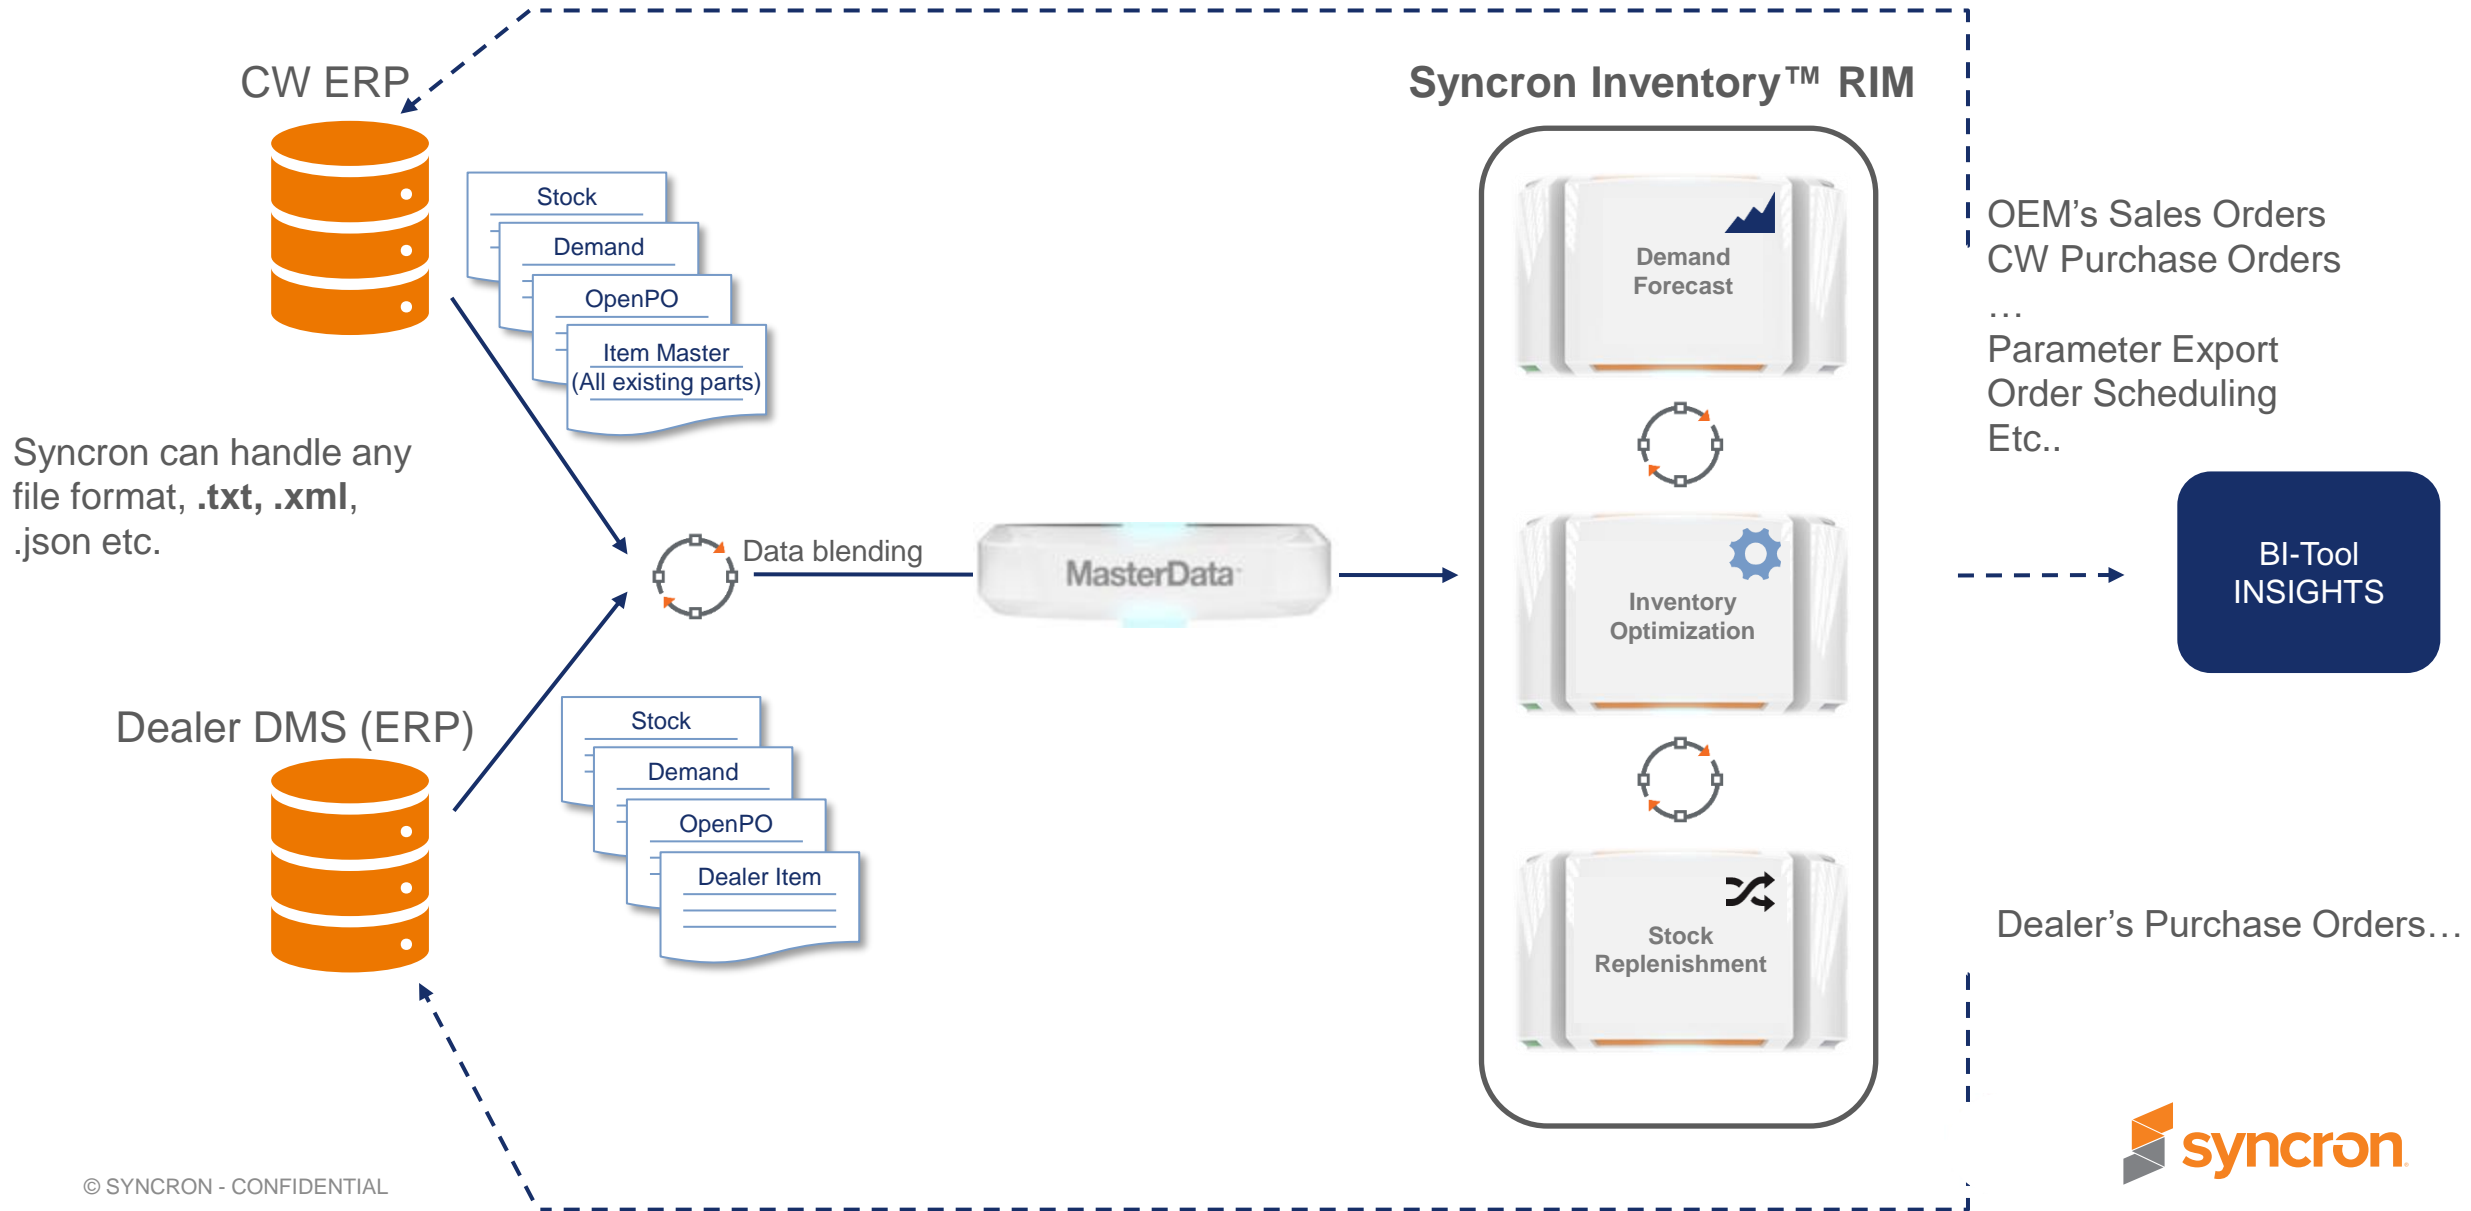 CW ERP
Syncron Inventory™ RIM
Stock
Demand
OpenPO
Item Master
(All existing parts)
Demand
Forecast
OEM’s Sales Orders
CW Purchase Orders
…
Parameter Export
Order Scheduling
Etc..
Syncron can handle any
file format, .txt, .xml,
.json etc.
Data blending
MasterData
Inventory
Optimization
BI-Tool
INSIGHTS
Dealer DMS (ERP)
Stock
Demand
OpenPO
Dealer Item
Stock
Replenishment
Dealer’s Purchase Orders…
syncron
© SYNCRON - CONFIDENTIAL